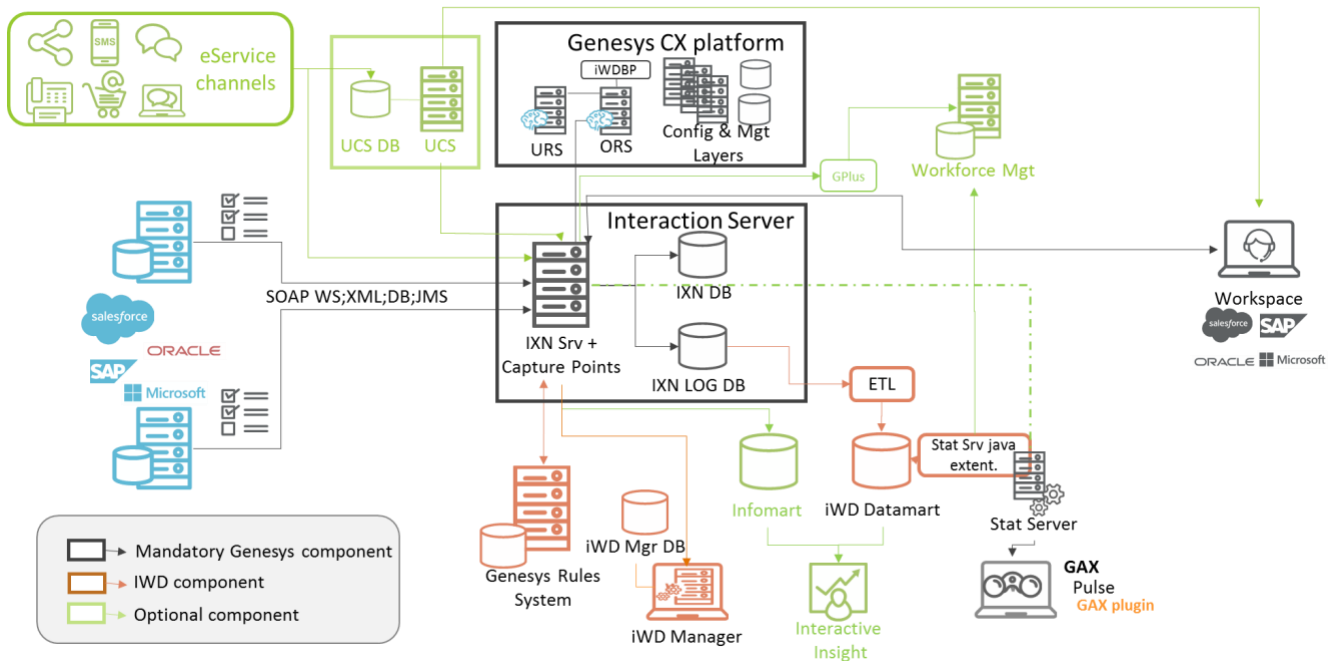 SMS
eService
channels
UCS DB
UCS
Genesys CX platform
iWDBP
URS
ORS
Config & Mgt
Layers
GPlus
Workforce Mgt
Interaction Server
IXN DB
SOAP WS;XML;DB;JMS
salesforce
ORACLE
SAP
Microsoft
IXN Srv +
Capture Points
IXN LOG DB
ETL
Workspace
salesforce
SAP
ORACLE
Microsoft
Stat Srv java
extent.
Infomart
iWD Datamart
Stat Server
iWD Mgr DB
Genesys Rules
System
iWD Manager
Interactive
Insight
GAX
Pulse
GAX plugin
Mandatory Genesys component
IWD component
Optional component